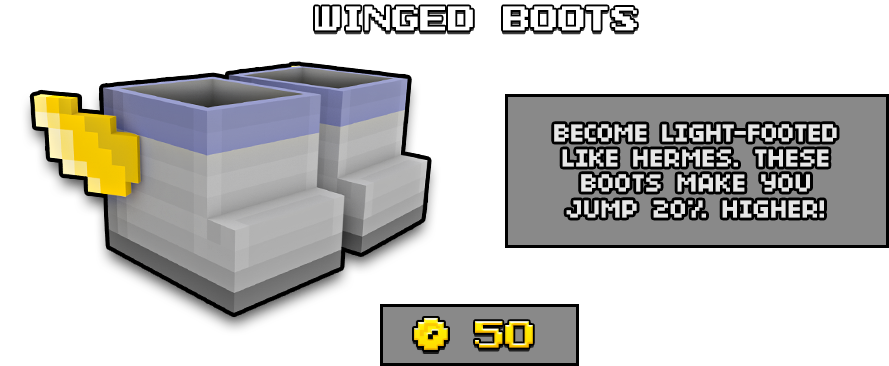 WINGED BOOTS
BECOME LIGHT-FOOTED
LIKE HERMES. THESE
BOOTS MAKE YOU
JUMP 20% HIGHER!
50